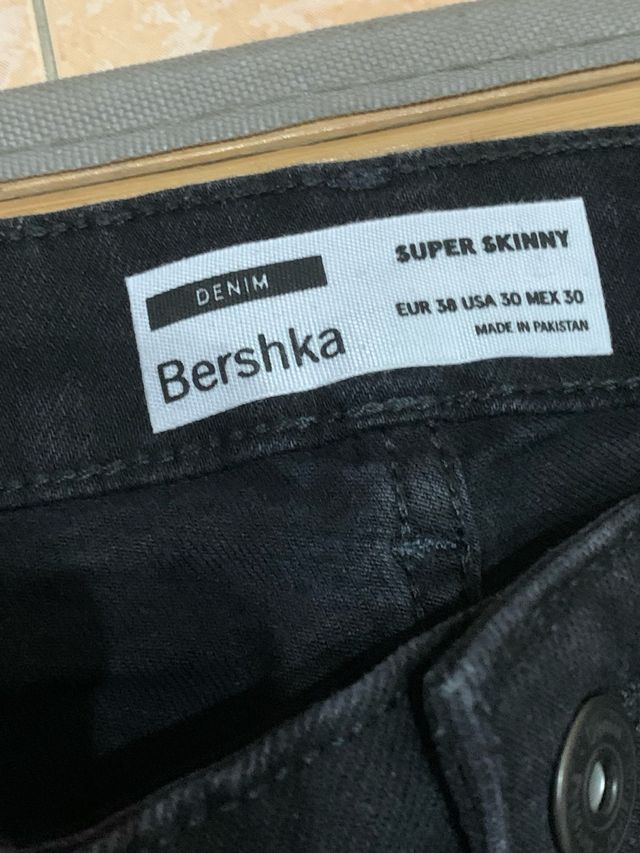 DENIM
Bershka
SUPER SKINNY
EUR 38 USA 30 MEX 30
MADE IN PAKISTAN